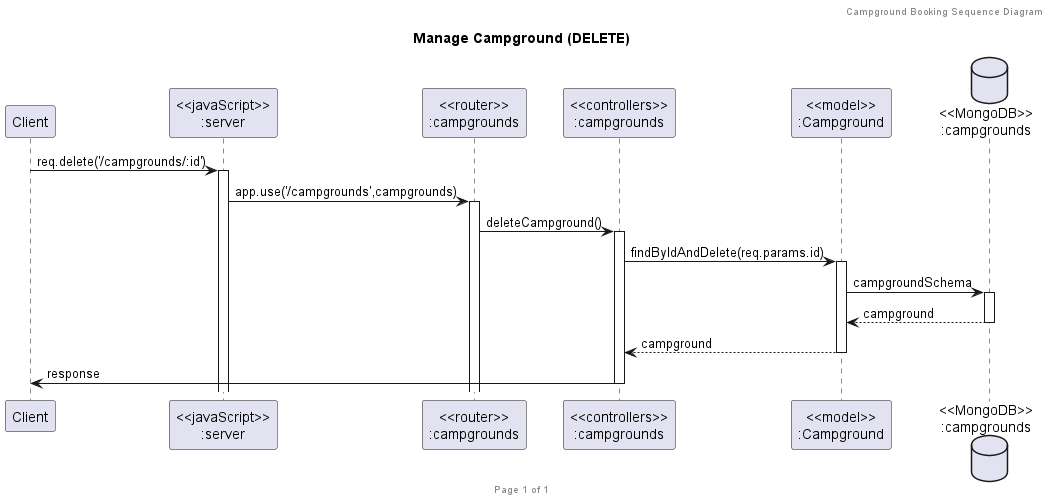 Campground Booking Sequence Diagram
Manage Campground (DELETE)
Client
<<javaScript>>
:server
<<router>>
:campgrounds
<<controllers>>
:campgrounds
<<model>>
:Campground
<<MongoDB>>
:campgrounds
req.delete('/campgrounds/:id')
app.use('/campgrounds',campgrounds)
deleteCampground()
findByIdAndDelete(req.params.id)
campgroundSchema
campground
campground
response
Client
<<javaScript>>
:server
<<router>>
:campgrounds
<<controllers>>
:campgrounds
<<model>>
:Campground
<<MongoDB>>
:campgrounds
Page 1 of 1